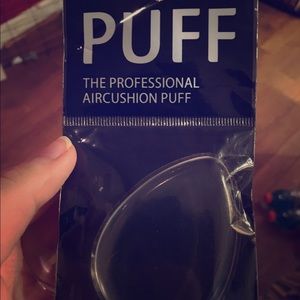 PUFF
THE PROFESSIONAL
AIRCUSHION PUFF